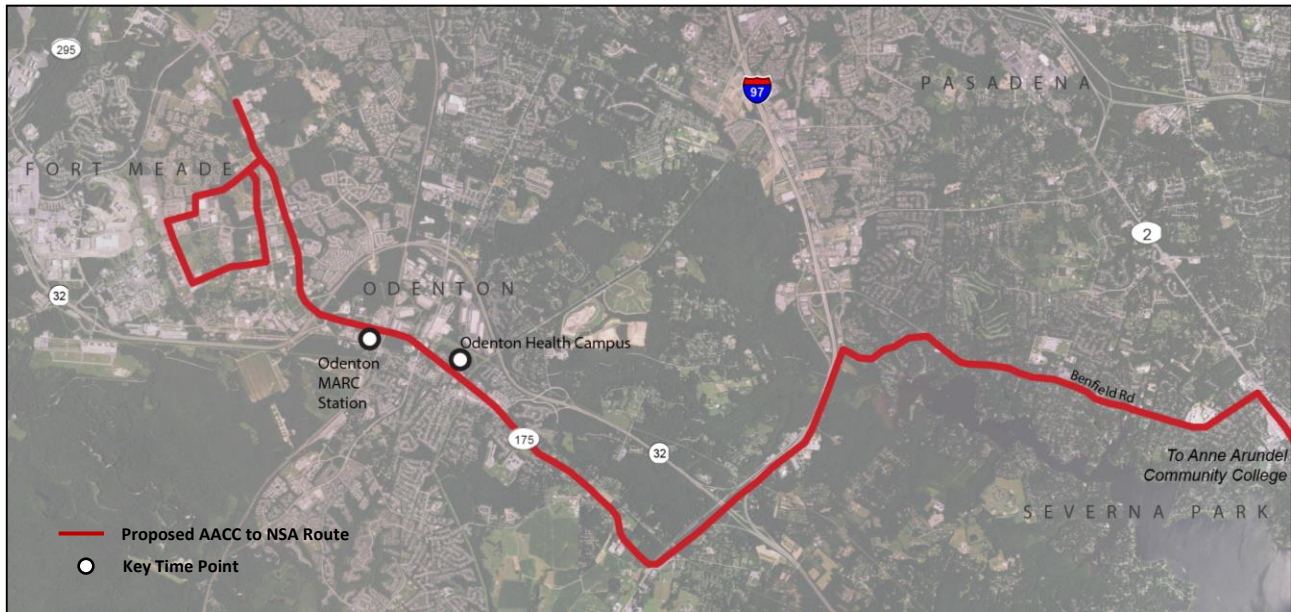 295
97
PASADENA
FORT MEADE
2
32
ODENTON
Odenton Health Campus
Odenton
MARC
Station
Benfield Rd
175
32
To Anne Arundel
Community College
SEVERNA PARK
Proposed AACC to NSA Route
Key Time Point